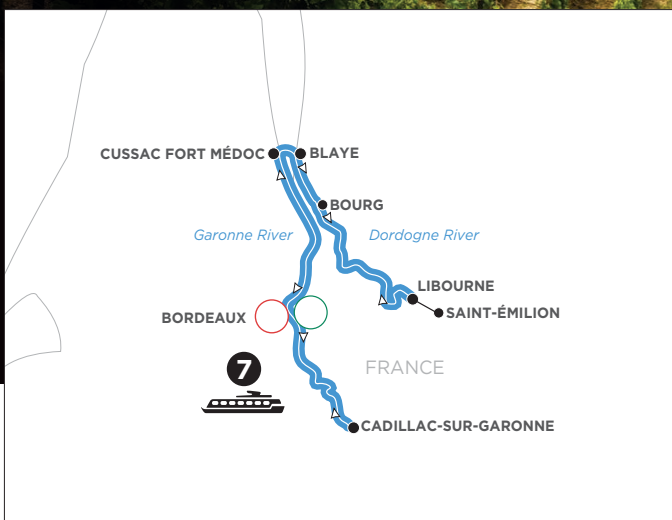 CUSSAC FORT MÉDOC
BLAYE
BOURG
Garonne River
Dordogne River
LIBOURNE
SAINT-ÉMILION
BORDEAUX
7
FRANCE
CADILLAC-SUR-GARONNE